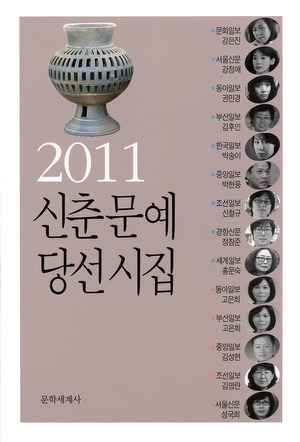 2011
신춘문예
당선시집
문화일보
강은진
서울신문
강정애
동아일보
권민경
부산일보
김후인
한국일보
박송이
중앙일보
박현웅
조선일보
신철규
경향신문
정창준
세계일보
홍문숙
동아일보
고은희
부산일보
고은희
중앙일보
김성현
조선일보
김영란
서울신문
성국희
문학세계사